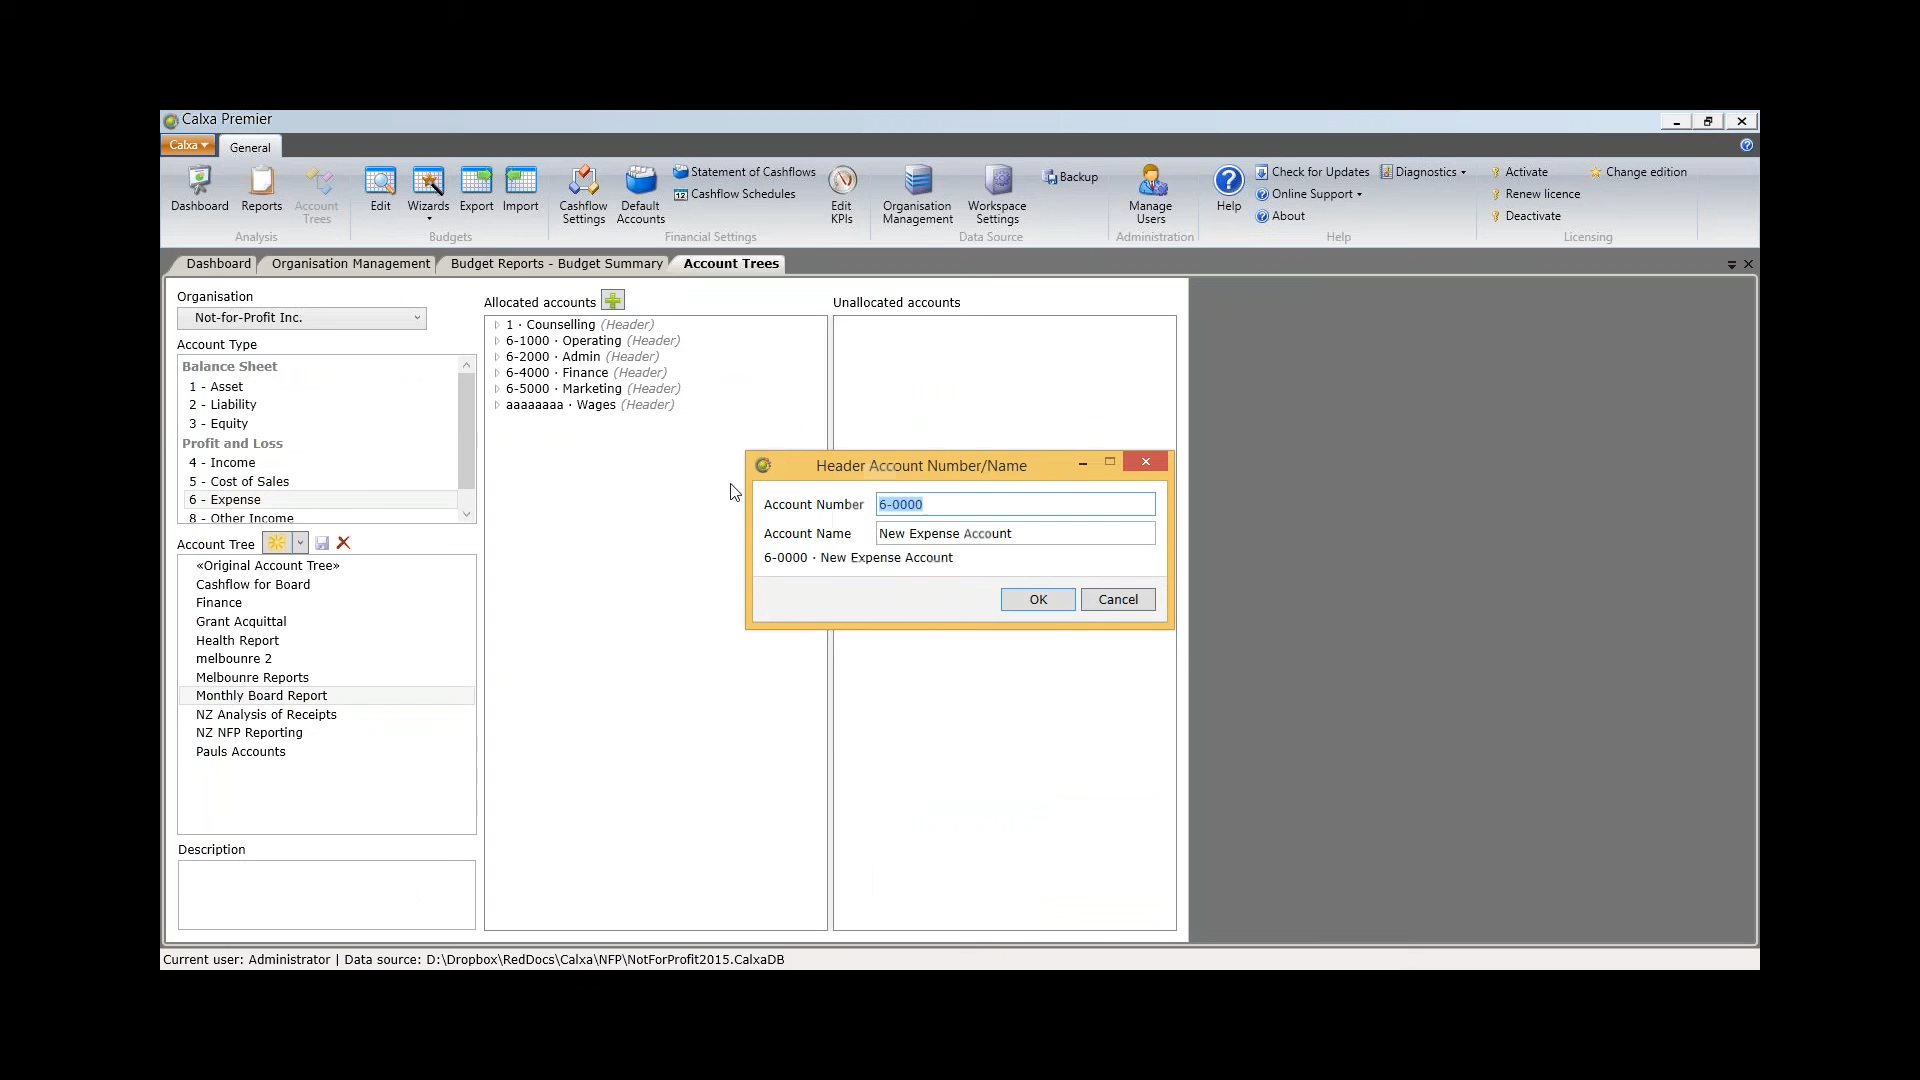 Calxa Premier
Calxa
General
Dashboard
Reports
Account
Trees
Analysis
Edit
Wizards
Export
Import
Budgets
Cashflow
Settings
Default
Accounts
Statement of Cashflows
Cashflow Schedules
Edit
KPIs
Financial Settings
Organisation
Management
Workspace
Settings
Backup
Data Source
Manage
Users
Administration
Help
Check for Updates
Online Support
About
Diagnostics
Help
Activate
Renew licence
Deactivate
Change edition
Licensing
Dashboard
Organisation Management
Budget Reports - Budget Summary
Account Trees
Organisation
Not-for-Profit Inc.
Account Type
Balance Sheet
1 - Asset
2 - Liability
3 - Equity
Profit and Loss
4 - Income
5 - Cost of Sales
6 - Expense
8 - Other Income
Account Tree
«Original Account Tree»
Cashflow for Board
Finance
Grant Acquittal
Health Report
melbounre 2
Melbounre Reports
Monthly Board Report
NZ Analysis of Receipts
NZ NFP Reporting
Pauls Accounts
Description
Allocated accounts
1 · Counselling (Header)
6-1000 · Operating (Header)
6-2000 · Admin (Header)
6-4000 · Finance (Header)
6-5000 · Marketing (Header)
aaaaaaaa · Wages (Header)
Unallocated accounts
Header Account Number/Name
Account Number 6-0000
Account Name New Expense Account
6-0000 · New Expense Account
OK
Cancel
Current user: Administrator | Data source: D:\Dropbox\RedDocs\Calxa\NFP\NotForProfit2015.CalxaDB